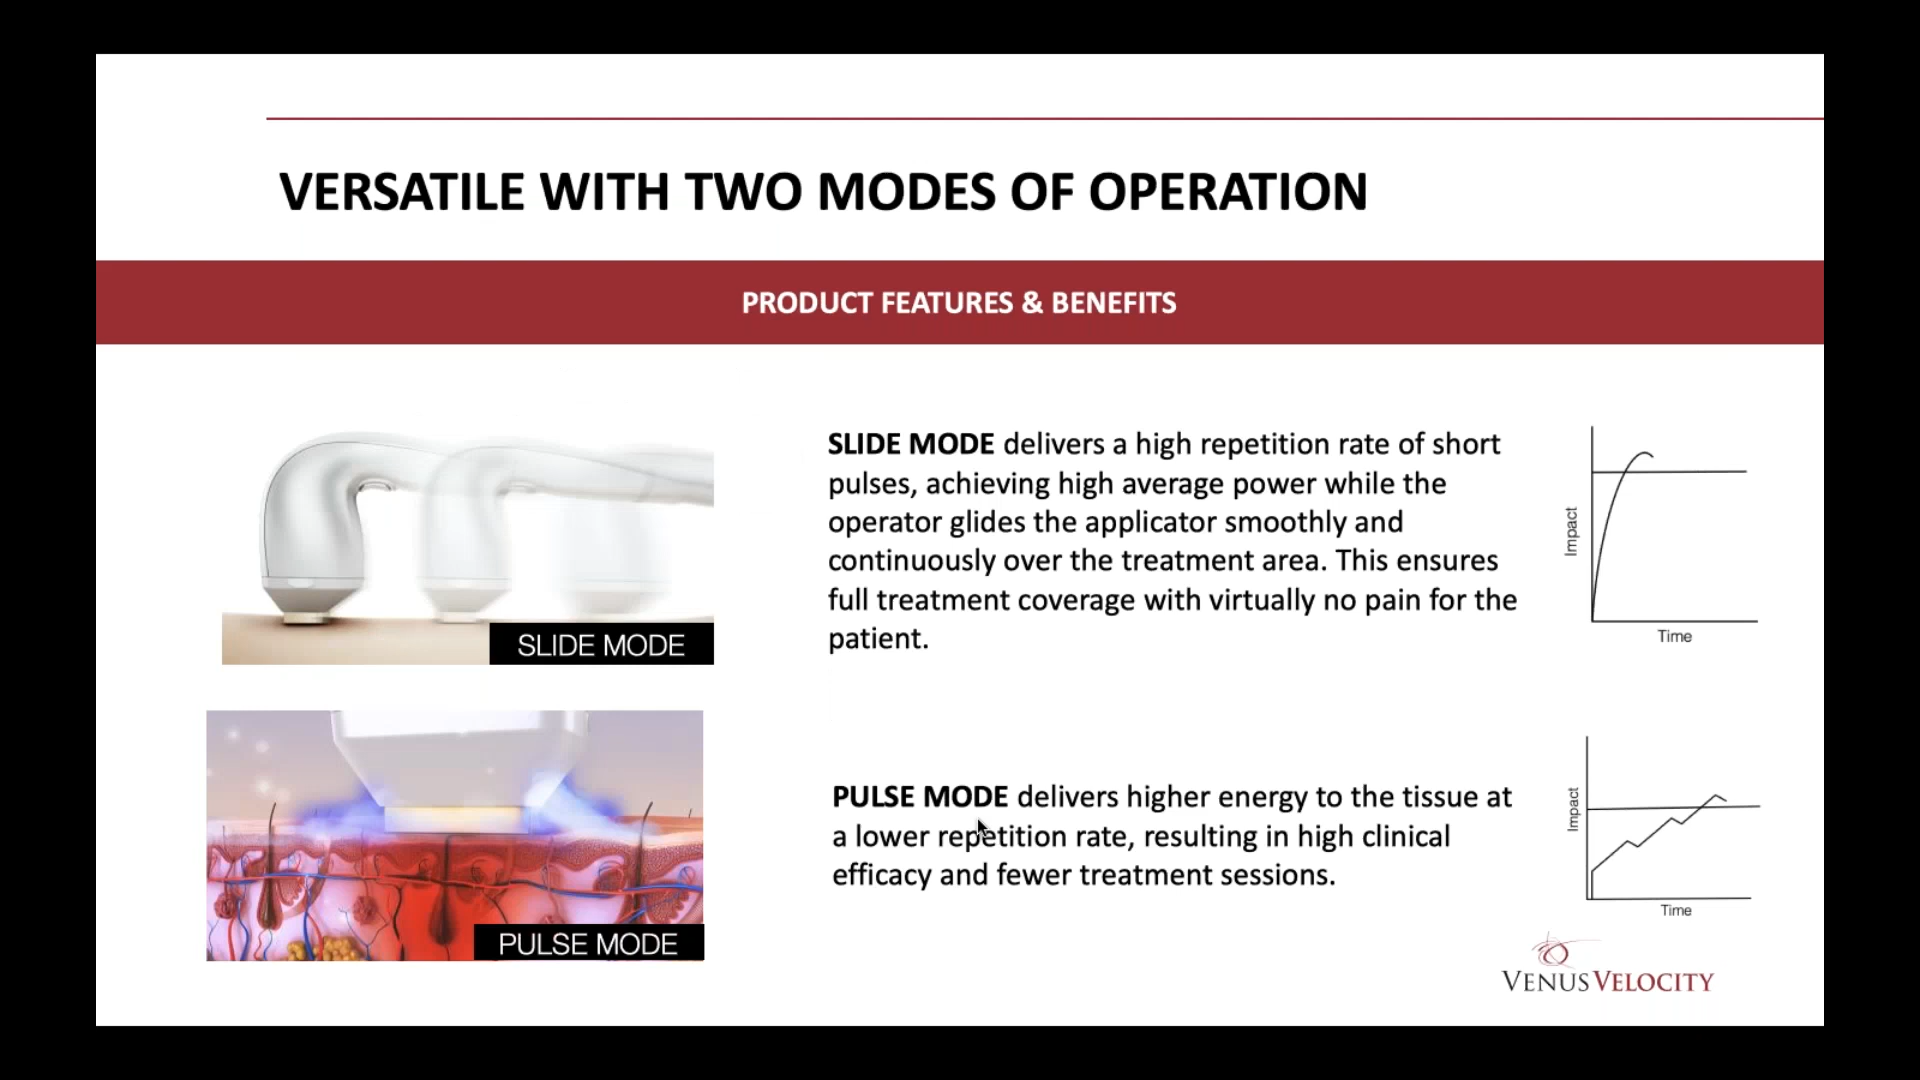 VERSATILE WITH TWO MODES OF OPERATION
PRODUCT FEATURES & BENEFITS
SLIDE MODE
SLIDE MODE delivers a high repetition rate of short
pulses, achieving high average power while the
operator glides the applicator smoothly and
continuously over the treatment area. This ensures
full treatment coverage with virtually no pain for the
patient.
Impact
Time
PULSE MODE
PULSE MODE delivers higher energy to the tissue at
a lower repetition rate, resulting in high clinical
efficacy and fewer treatment sessions.
Impact
Time
VENUS VELOCITY